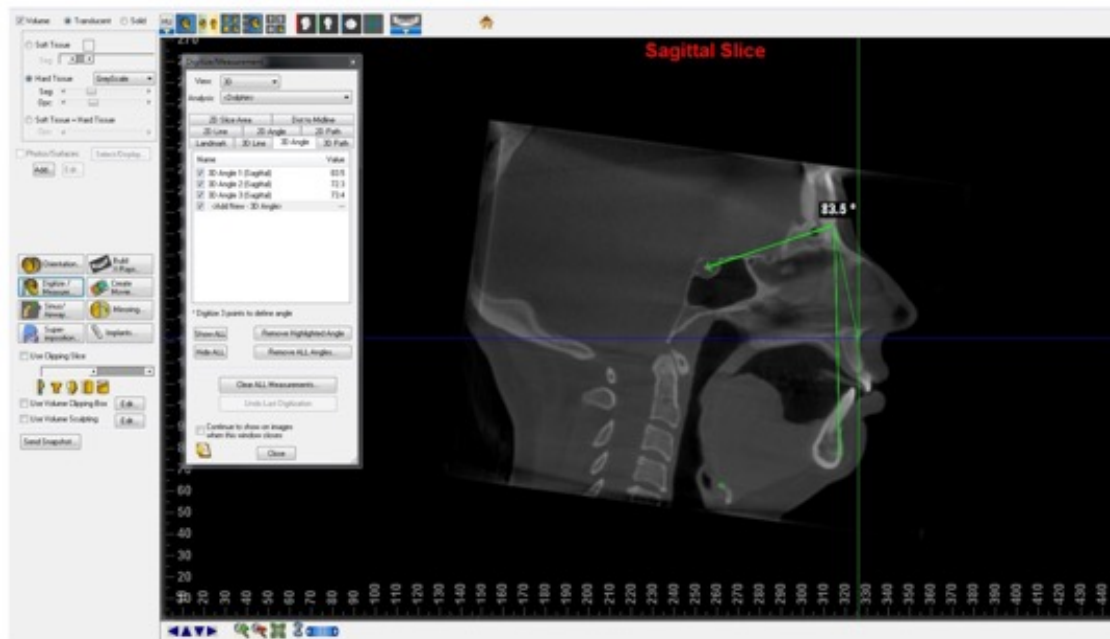 Volume Translucent Solid
Soft Tissue
Seg
Hard Tissue GreyScale
Seg
Opc
Soft Tissue + Hard Tissue
Photos/Surfaces Select/Display...
Add... Edit...
Orientation... Build X-Rays...
Digitize / Measure... Create Movie...
Sinus/ Airway... Mirroring...
Super-imposition... Implants...
Use Clipping Slice
Use Volume Clipping Box Edit...
Use Volume Sculpting Edit...
Send Snapshot...
Sagittal Slice
Digitize/Measurement
View: 3D
Analysis: <Dolphin>
2D Slice Area Dist to Midline
2D Line 2D Angle 2D Path
Landmark 3D Line 3D Angle 3D Path
Name Value
3D Angle 1 (Sagittal) 83.5
3D Angle 2 (Sagittal) 72.3
3D Angle 3 (Sagittal) 73.4
<Add New - 3D Angle> ---
* Digitize 3 points to define angle
Show ALL Remove Highlighted Angle
Hide ALL Remove ALL Angles...
Clear ALL Measurements...
Undo Last Digitization
Continue to show on images
when this window closes
Close
83.5 °
70
60
50
40
30
20
10 20 30 40 50 60 70 80 90 100 110 120 130 140 150 160 170 180 190 200 210 220 230 240 250 260 270 280 290 300 310 320 330 340 350 360 370 380 390 400 410 420 430 440